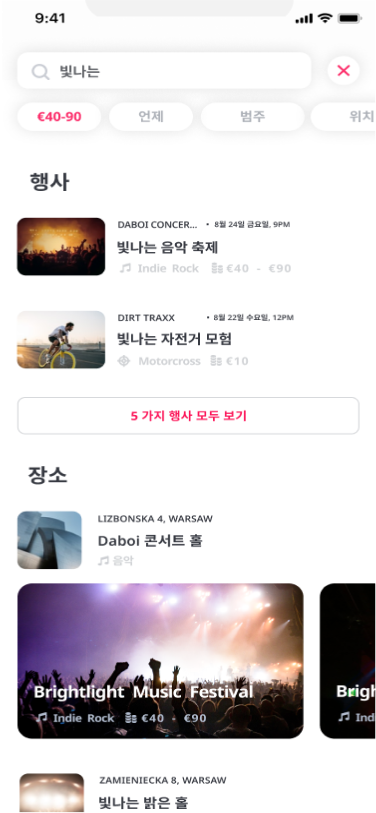 9:41
빛나는
€40-90 언제 범주 위치
행사
DABOI CONCER... • 8월 24일 금요일, 9PM
빛나는 음악 축제
Indie Rock €40 - €90
DIRT TRAXX • 8월 22일 수요일, 12PM
빛나는 자전거 모험
Motorcross €10
5 가지 행사 모두 보기
장소
LIZBONSKA 4, WARSAW
Daboi 콘서트 홀
음악
Brightlight Music Festival Brigh
Indie Rock €40 - €90 Ind
ZAMIENIECKA 8, WARSAW
빛나는 밝은 홀